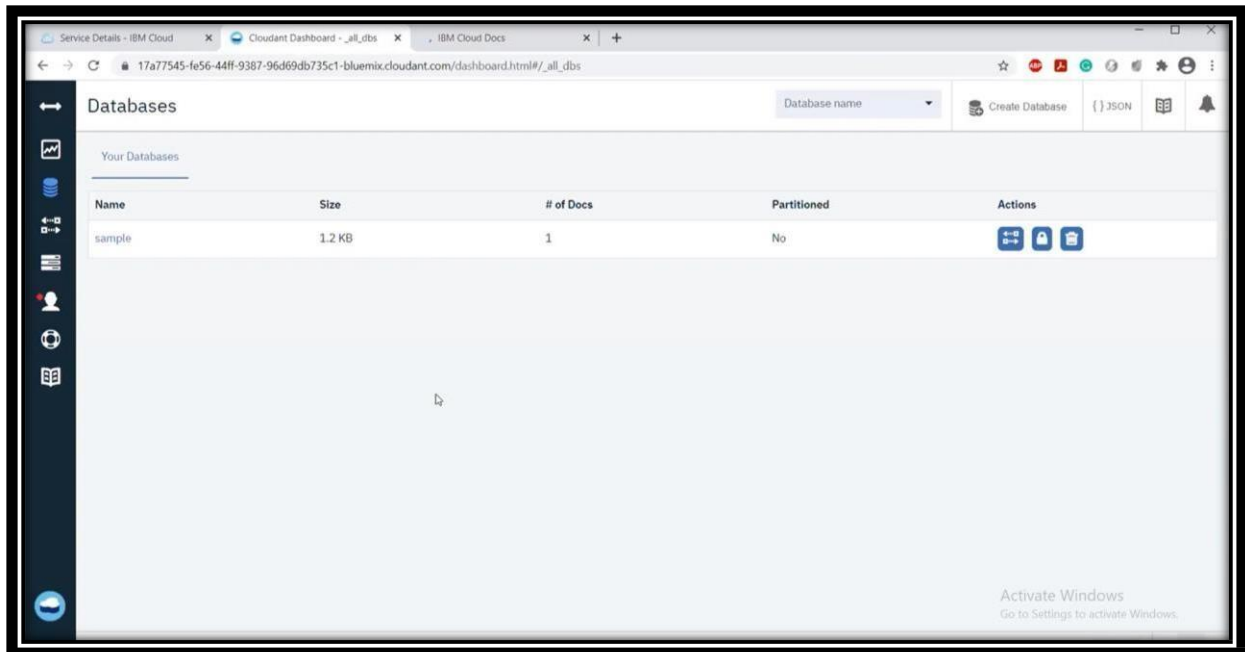 Service Details - IBM Cloud
Cloudant Dashboard - _all_dbs
IBM Cloud Docs
17a77545-fe56-44ff-9387-96d69db735c1-bluemix.cloudant.com/dashboard.html#/_all_dbs
ABP
Databases
Database name
Create Database
{ } JSON
Your Databases
Name Size # of Docs Partitioned Actions
sample 1.2 KB 1 No
Activate Windows
Go to Settings to activate Windows.